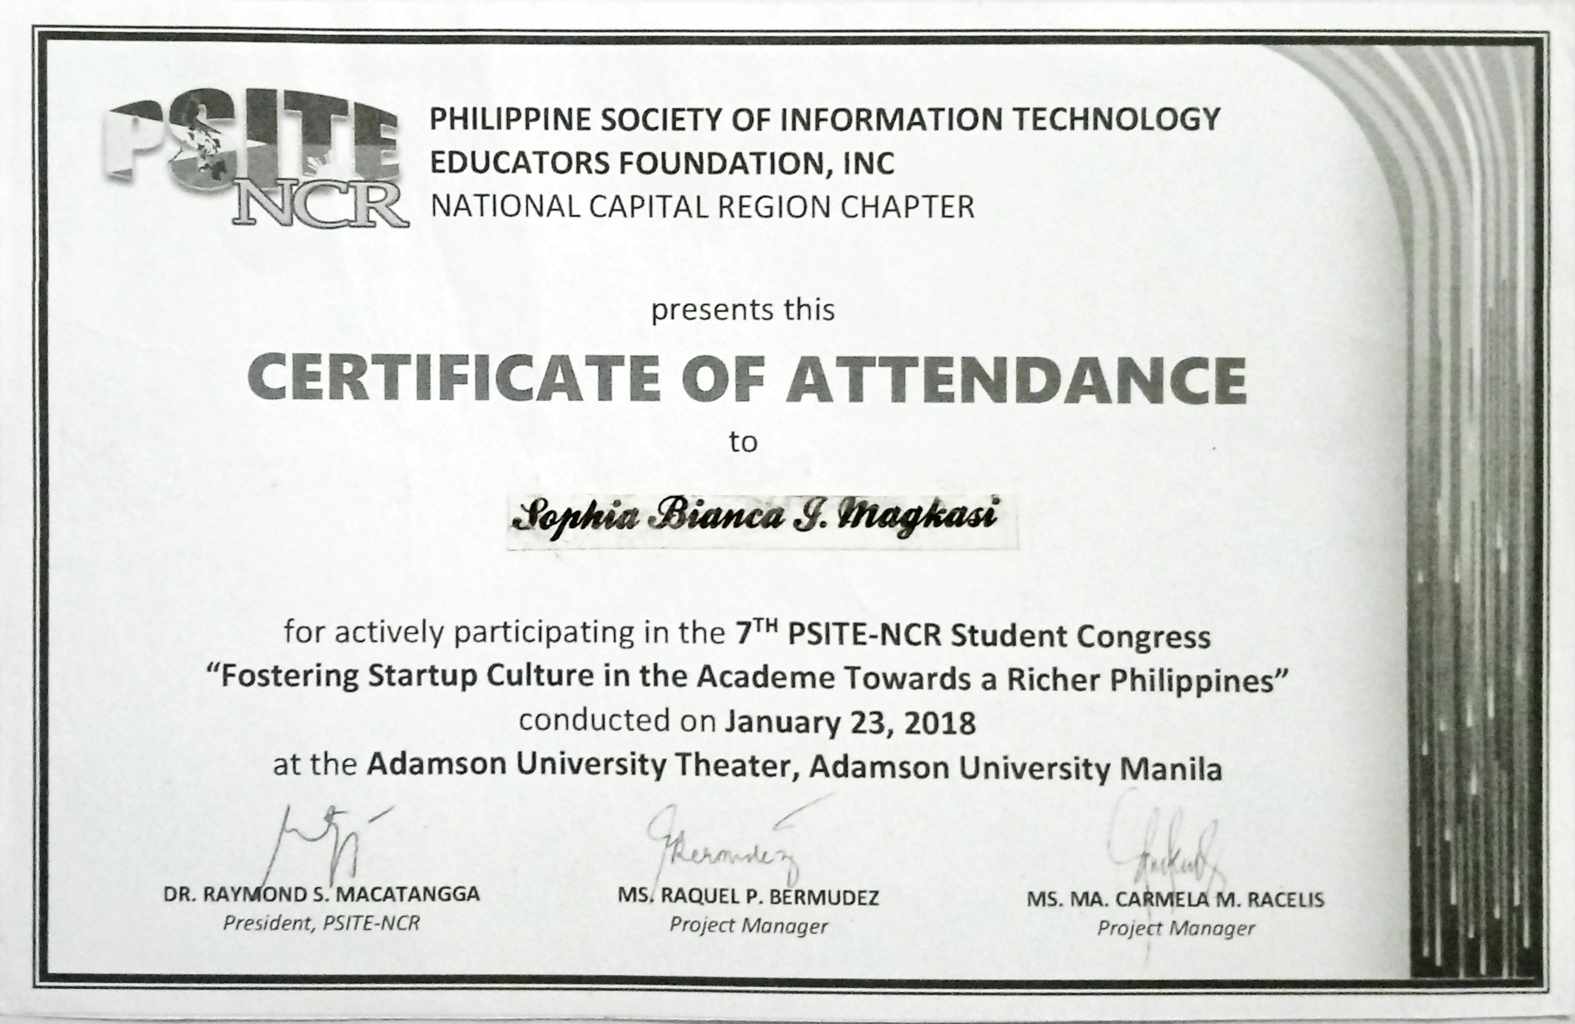 PSITE
NCR
PHILIPPINE SOCIETY OF INFORMATION TECHNOLOGY
EDUCATORS FOUNDATION, INC
NATIONAL CAPITAL REGION CHAPTER
presents this
CERTIFICATE OF ATTENDANCE
to
Sophia Bianca J. Magkasi
for actively participating in the 7TH PSITE-NCR Student Congress
“Fostering Startup Culture in the Academe Towards a Richer Philippines”
conducted on January 23, 2018
at the Adamson University Theater, Adamson University Manila
DR. RAYMOND S. MACATANGGA
President, PSITE-NCR
MS. RAQUEL P. BERMUDEZ
Project Manager
MS. MA. CARMELA M. RACELIS
Project Manager